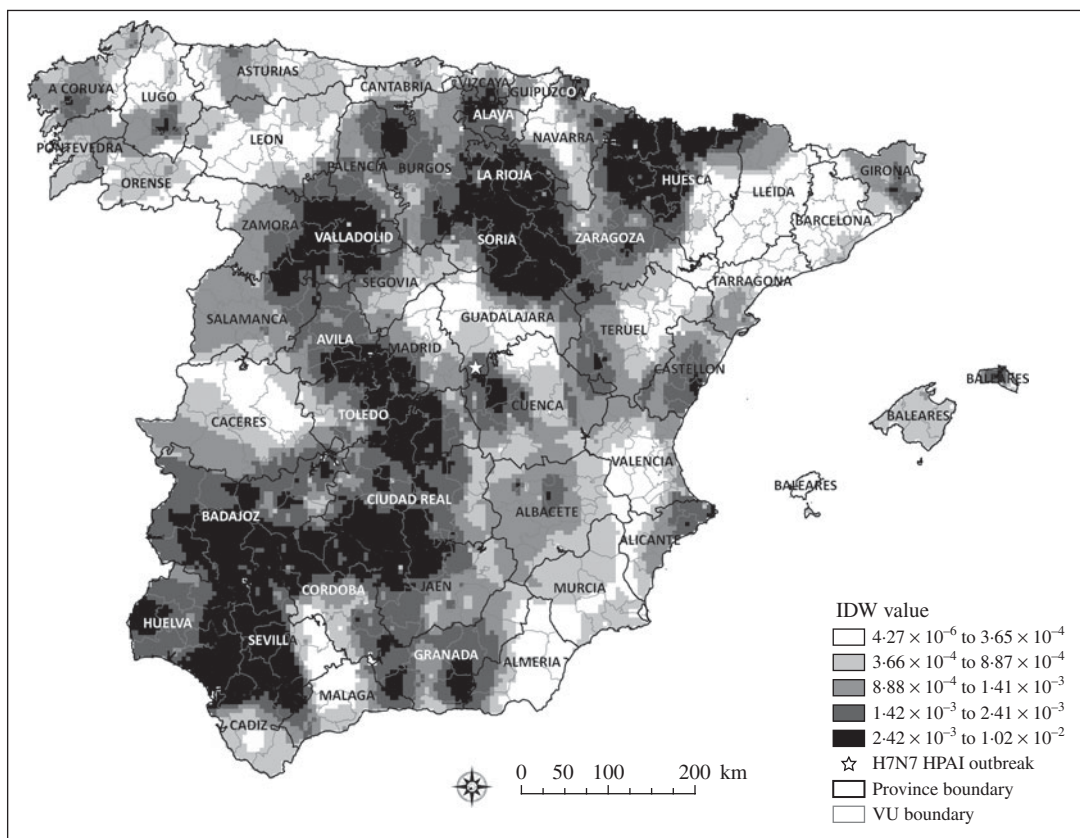 A CORUÑA
LUGO
ASTURIAS
CANTABRIA
VIZCAYA
GUIPUZCOA
ALAVA
NAVARRA
PONTEVEDRA
ORENSE
LEON
PALENCIA
BURGOS
LA RIOJA
HUESCA
LLEIDA
GIRONA
BARCELONA
ZAMORA
VALLADOLID
SORIA
ZARAGOZA
TARRAGONA
SEGOVIA
SALAMANCA
GUADALAJARA
TERUEL
AVILA
MADRID
CASTELLON
BALEARES
CUENCA
CACERES
TOLEDO
BALEARES
VALENCIA
BALEARES
CIUDAD REAL
BADAJOZ
ALBACETE
ALICANTE
CORDOBA
JAEN
MURCIA
HUELVA
SEVILLA
GRANADA
ALMERIA
MALAGA
CADIZ
IDW value
4·27 × 10⁻⁶ to 3·65 × 10⁻⁴
3·66 × 10⁻⁴ to 8·87 × 10⁻⁴
8·88 × 10⁻⁴ to 1·41 × 10⁻³
1·42 × 10⁻³ to 2·41 × 10⁻³
2·42 × 10⁻³ to 1·02 × 10⁻²
H7N7 HPAI outbreak
Province boundary
VU boundary
0 50 100 200 km